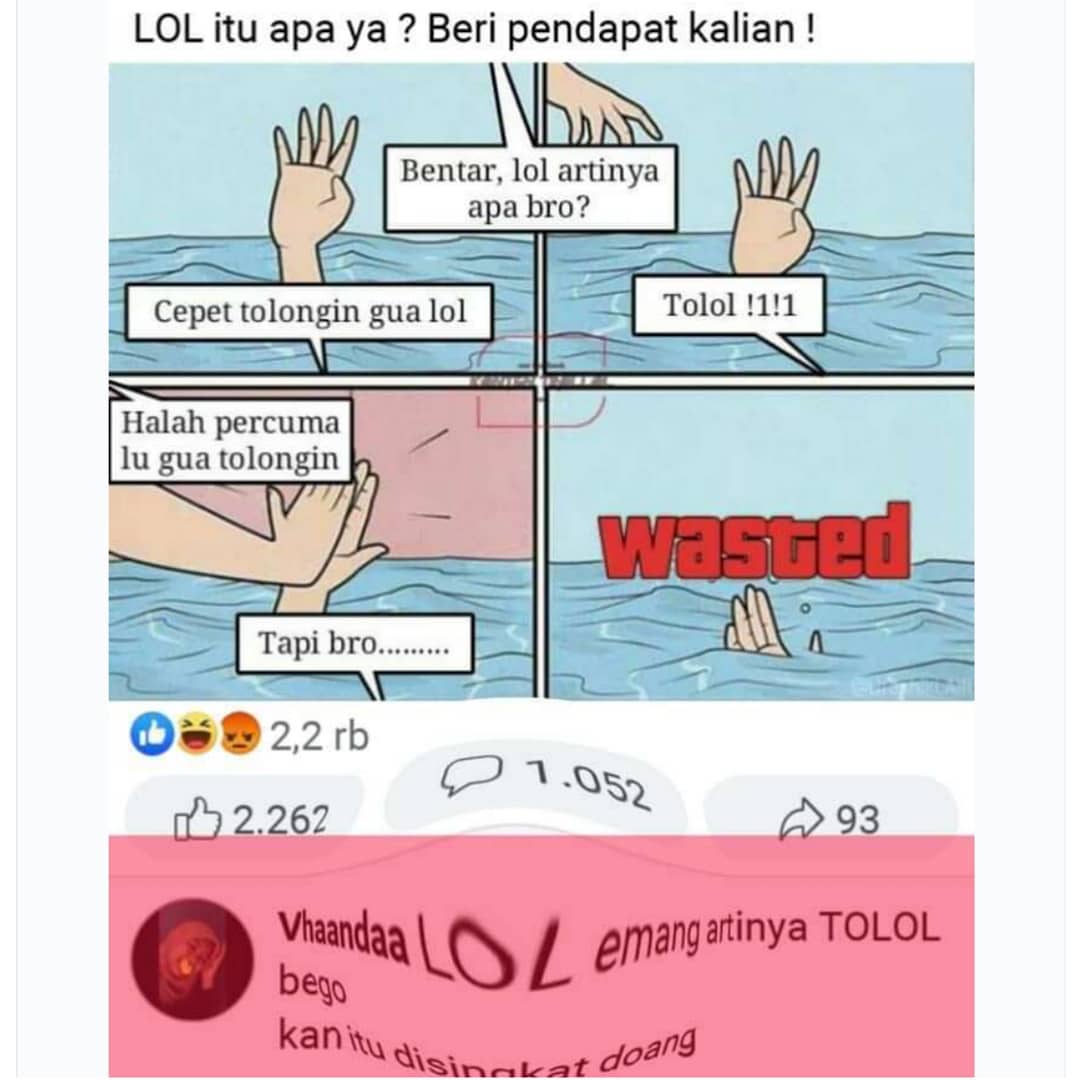 LOL itu apa ya ? Beri pendapat kalian !
Bentar, lol artinya
apa bro?
Cepet tolongin gua lol
Tolol !1!1
Halah percuma
lu gua tolongin
Tapi bro.........
wasted
2,2 rb
2.262
1.052
93
Vhaandaa LOL emang artinya TOLOL
bego
kan itu disingkat doang